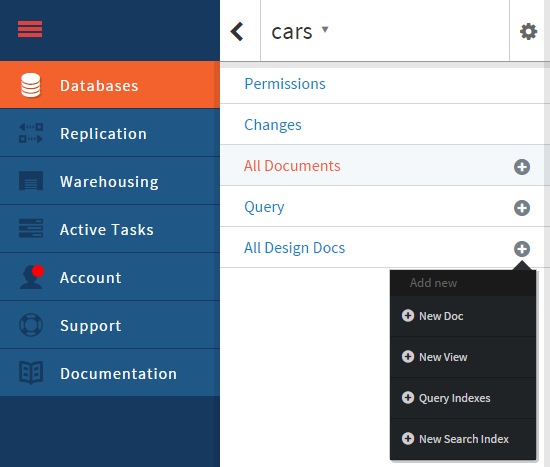 cars
Databases
Replication
Warehousing
Active Tasks
Account
Support
Documentation
Permissions
Changes
All Documents
Query
All Design Docs
Add new
New Doc
New View
Query Indexes
New Search Index